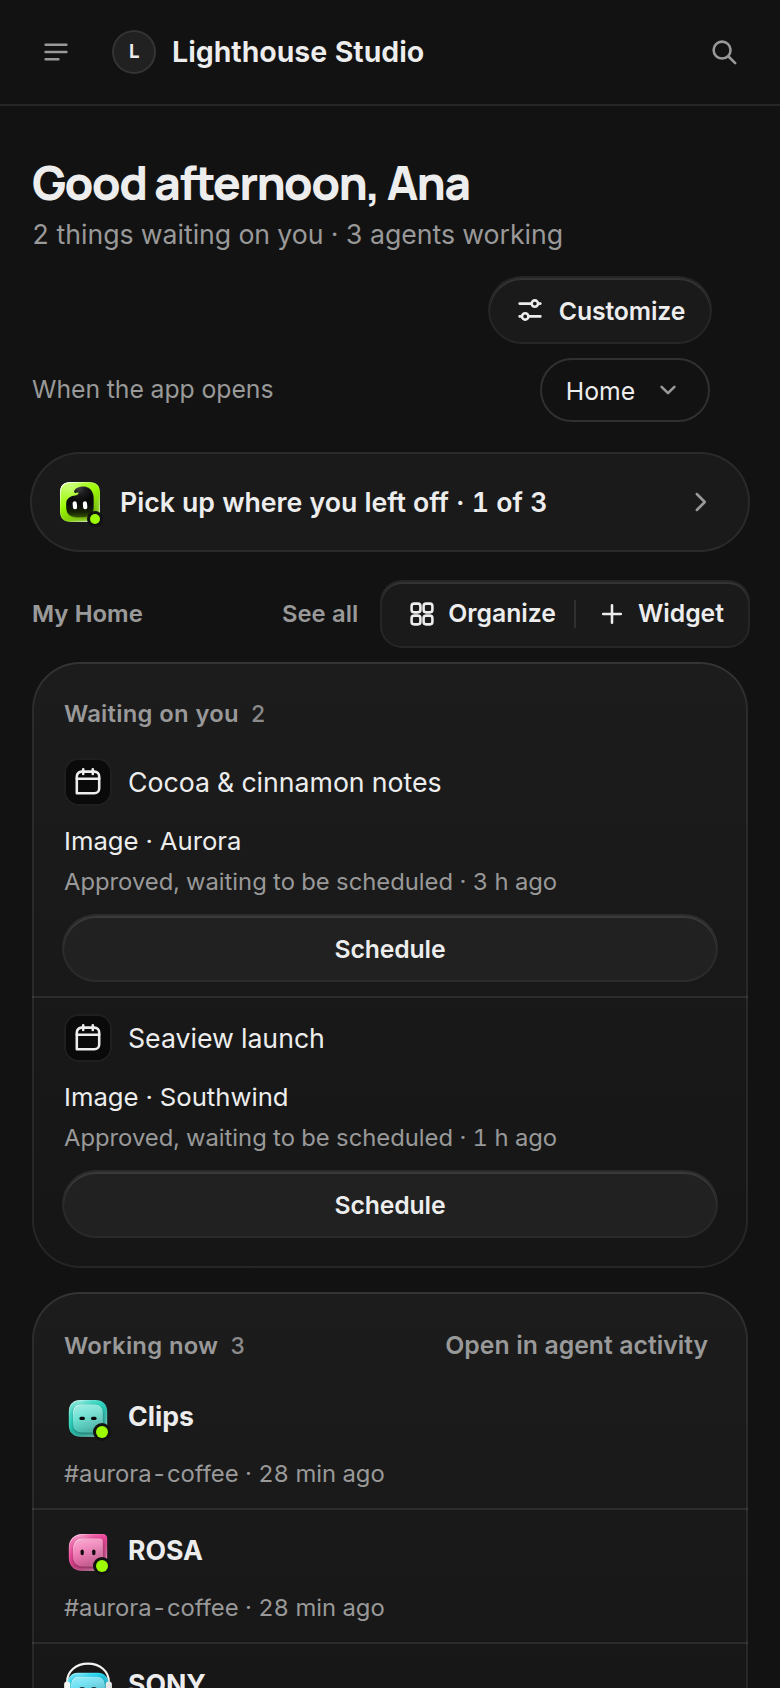 L Lighthouse Studio
Good afternoon, Ana
2 things waiting on you · 3 agents working
Customize
When the app opens Home
Pick up where you left off · 1 of 3
My Home See all Organize Widget
Waiting on you 2
Cocoa & cinnamon notes
Image · Aurora
Approved, waiting to be scheduled · 3 h ago
Schedule
Seaview launch
Image · Southwind
Approved, waiting to be scheduled · 1 h ago
Schedule
Working now 3 Open in agent activity
Clips
#aurora-coffee · 28 min ago
ROSA
#aurora-coffee · 28 min ago
SONY